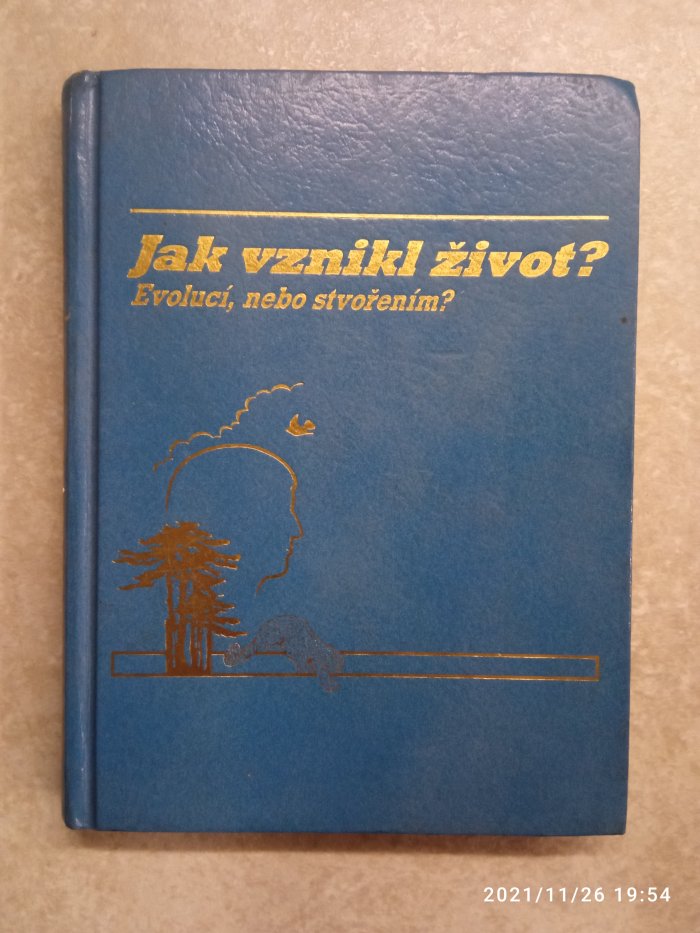 Jak vznikl život?
Evolucí, nebo stvořením?
2021/11/26 19:54